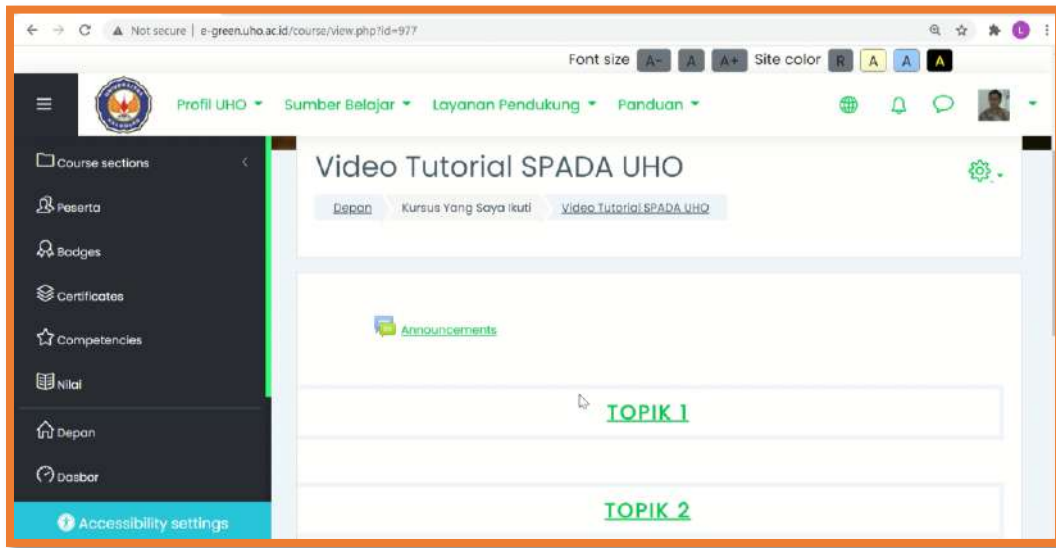 Not secure | e-green.uho.ac.id/course/view.php?id=977
L
Font size A- A A+ Site color R A A A
Profil UHO Sumber Belajar Layanan Pendukung Panduan
Course sections
Peserta
Badges
Certificates
Competencies
Nilai
Depan
Dasbor
Accessibility settings
Video Tutorial SPADA UHO
Depan Kursus Yang Saya Ikuti Video Tutorial SPADA UHO
Announcements
TOPIK 1
TOPIK 2